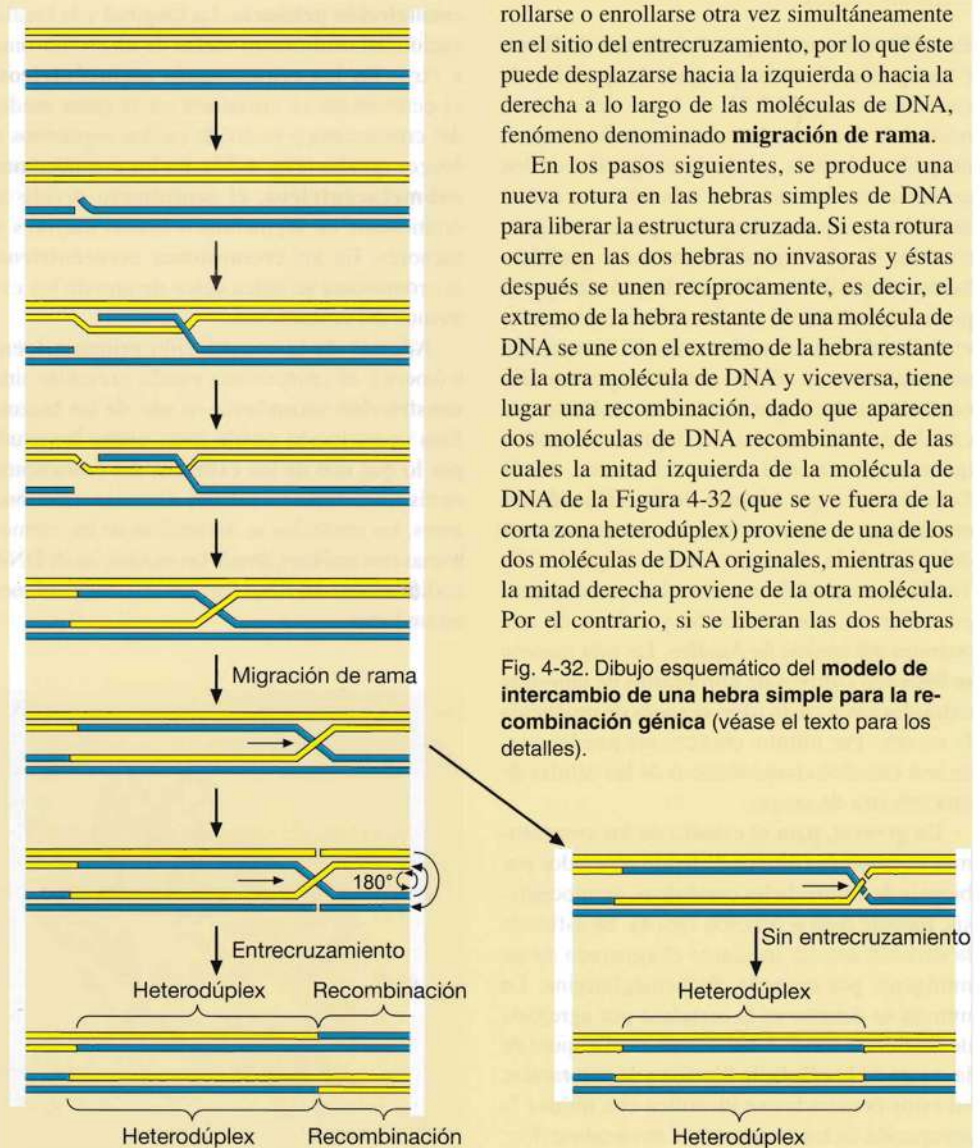 rollarse o enrollarse otra vez simultáneamente
en el sitio del entrecruzamiento, por lo que éste
puede desplazarse hacia la izquierda o hacia la
derecha a lo largo de las moléculas de DNA,
fenómeno denominado migración de rama.
En los pasos siguientes, se produce una
nueva rotura en las hebras simples de DNA
para liberar la estructura cruzada. Si esta rotura
ocurre en las dos hebras no invasoras y éstas
después se unen recíprocamente, es decir, el
extremo de la hebra restante de una molécula de
DNA se une con el extremo de la hebra restante
de la otra molécula de DNA y viceversa, tiene
lugar una recombinación, dado que aparecen
dos moléculas de DNA recombinante, de las
cuales la mitad izquierda de la molécula de
DNA de la Figura 4-32 (que se ve fuera de la
corta zona heterodúplex) proviene de una de los
dos moléculas de DNA originales, mientras que
la mitad derecha proviene de la otra molécula.
Por el contrario, si se liberan las dos hebras
Fig. 4-32. Dibujo esquemático del modelo de
intercambio de una hebra simple para la re-
combinación génica (véase el texto para los
detalles).
Migración de rama
180°
Entrecruzamiento
Heterodúplex Recombinación
Heterodúplex Recombinación
Sin entrecruzamiento
Heterodúplex
Heterodúplex